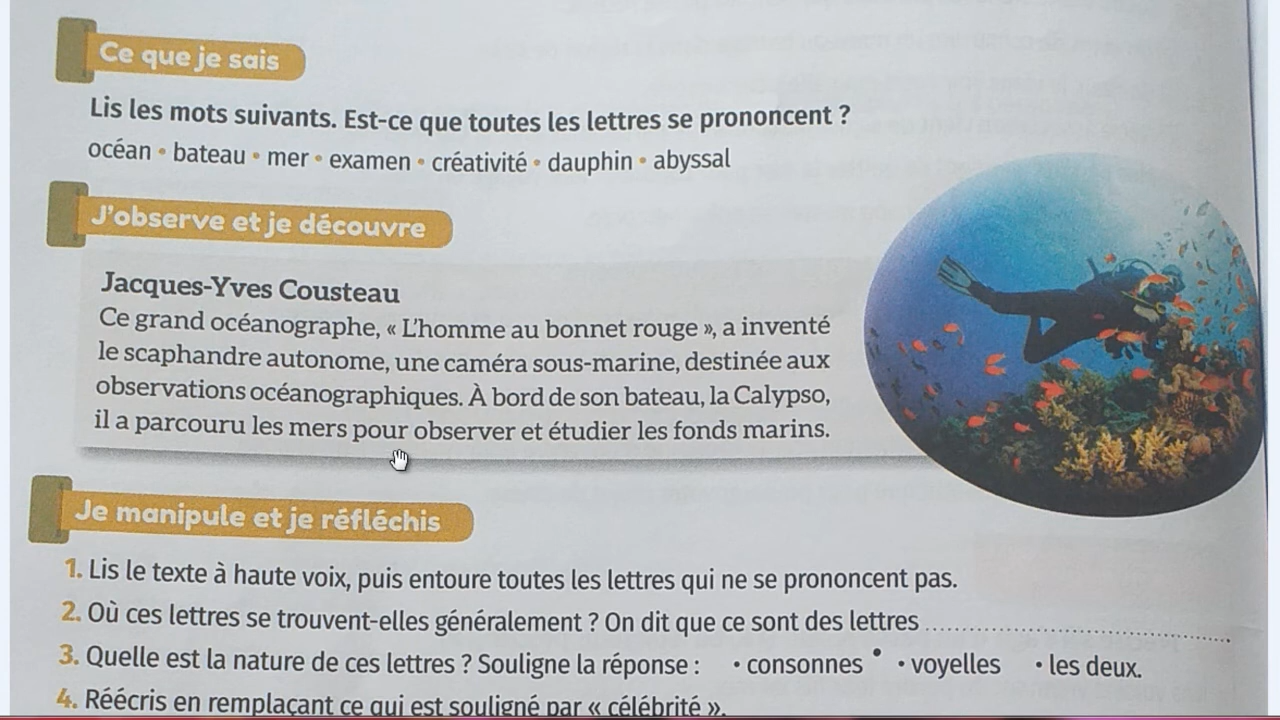 Ce que je sais
Lis les mots suivants. Est-ce que toutes les lettres se prononcent ?
océan • bateau • mer • examen • créativité • dauphin • abyssal
J'observe et je découvre
Jacques-Yves Cousteau
Ce grand océanographe, « L'homme au bonnet rouge », a inventé
le scaphandre autonome, une caméra sous-marine, destinée aux
observations océanographiques. À bord de son bateau, la Calypso,
il a parcouru les mers pour observer et étudier les fonds marins.
Je manipule et je réfléchis
1. Lis le texte à haute voix, puis entoure toutes les lettres qui ne se prononcent pas.
2. Où ces lettres se trouvent-elles généralement ? On dit que ce sont des lettres ..............................
3. Quelle est la nature de ces lettres ? Souligne la réponse : • consonnes • voyelles • les deux.
4. Réécris en remplaçant ce qui est souligné par « célébrité ».